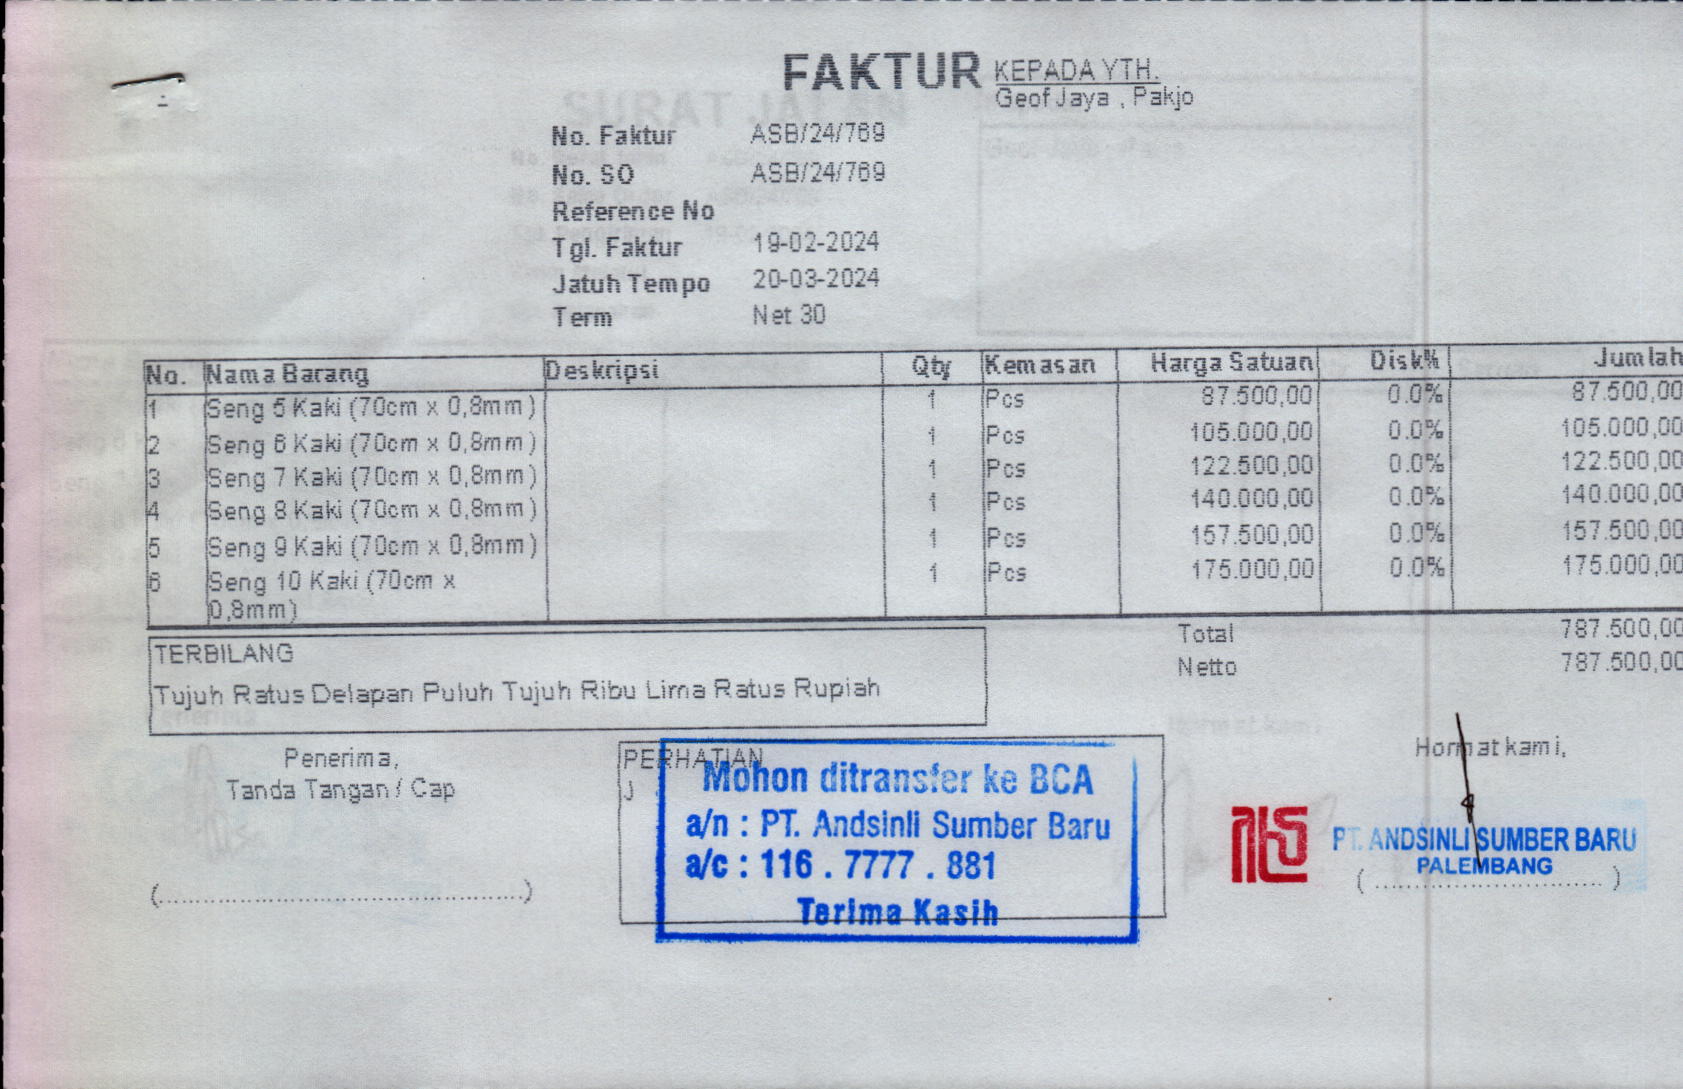 FAKTUR
KEPADA YTH.
Geof Jaya , Pakjo
No. Faktur ASB/24/769
No. SO ASB/24/769
Reference No
Tgl. Faktur 19-02-2024
Jatuh Tempo 20-03-2024
Term Net 30
No. Nama Barang Deskripsi Qty Kemasan Harga Satuan Disk% Jumlah
1 Seng 5 Kaki (70cm x 0,8mm) 1 Pcs 87.500,00 0.0% 87.500,00
2 Seng 6 Kaki (70cm x 0,8mm) 1 Pcs 105.000,00 0.0% 105.000,00
3 Seng 7 Kaki (70cm x 0,8mm) 1 Pcs 122.500,00 0.0% 122.500,00
4 Seng 8 Kaki (70cm x 0,8mm) 1 Pcs 140.000,00 0.0% 140.000,00
5 Seng 9 Kaki (70cm x 0,8mm) 1 Pcs 157.500,00 0.0% 157.500,00
6 Seng 10 Kaki (70cm x 1 Pcs 175.000,00 0.0% 175.000,00
0,8mm)
Total 787.500,00
Netto 787.500,00
TERBILANG
Tujuh Ratus Delapan Puluh Tujuh Ribu Lima Ratus Rupiah
Penerima,
Tanda Tangan / Cap
(..................................................)
PERHATIAN
Mohon ditransfer ke BCA
a/n : PT. Andsinli Sumber Baru
a/c : 116 . 7777 . 881
Terima Kasih
Hormat kami,
PT. ANDSINLI SUMBER BARU
PALEMBANG
( ............................... )